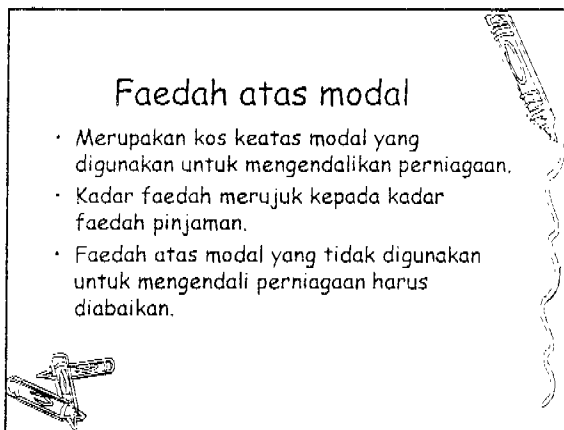 Faedah atas modal
· Merupakan kos keatas modal yang
digunakan untuk mengendalikan perniagaan.
· Kadar faedah merujuk kepada kadar
faedah pinjaman.
· Faedah atas modal yang tidak digunakan
untuk mengendali perniagaan harus
diabaikan.